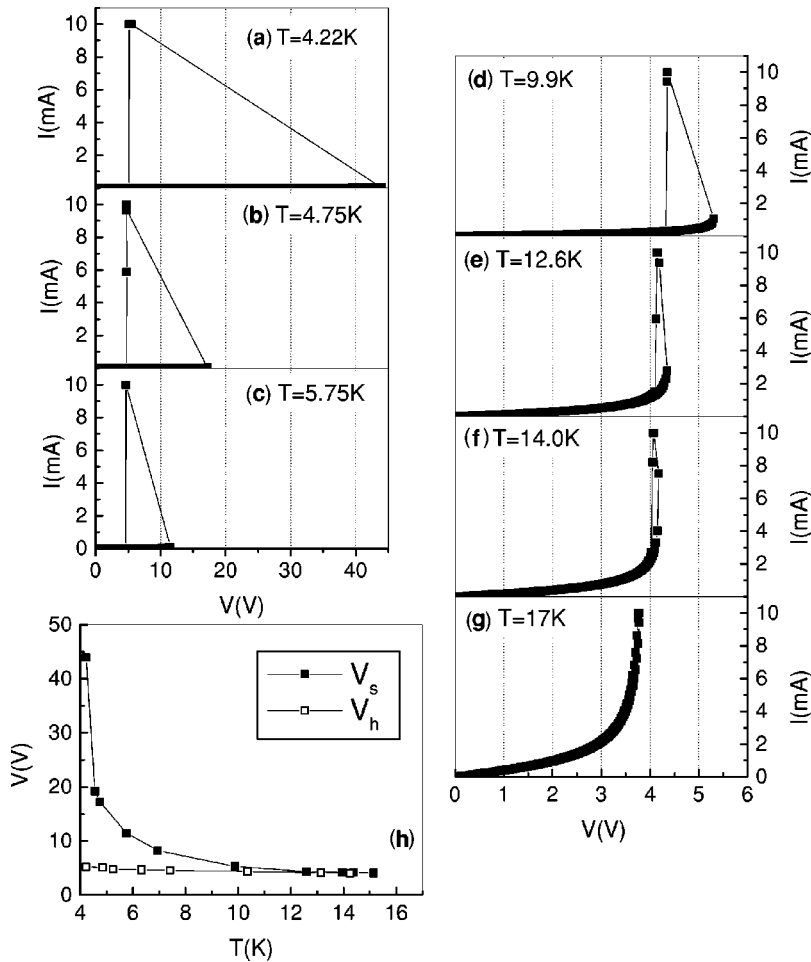 (a) T=4.22K
10
8
6
4
2
I(mA)
(b) T=4.75K
10
8
6
4
2
I(mA)
(c) T=5.75K
10
8
6
4
2
0
I(mA)
0 10 20 30 40
V(V)
(d) T=9.9K
10
8
6
4
2
I(mA)
(e) T=12.6K
10
8
6
4
2
I(mA)
(f) T=14.0K
10
8
6
4
2
I(mA)
(g) T=17K
10
8
6
4
2
0
I(mA)
0 1 2 3 4 5 6
V(V)
50
40
30
20
10
0
V(V)
Vs
Vh
(h)
4 6 8 10 12 14 16
T(K)